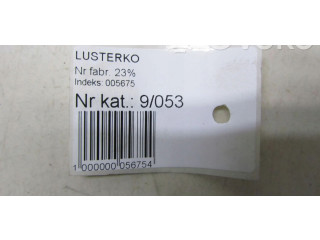 LUSTERKO
Nr fabr. 23%
Indeks: 005675
Nr kat.: 9/053
1 000000 056754